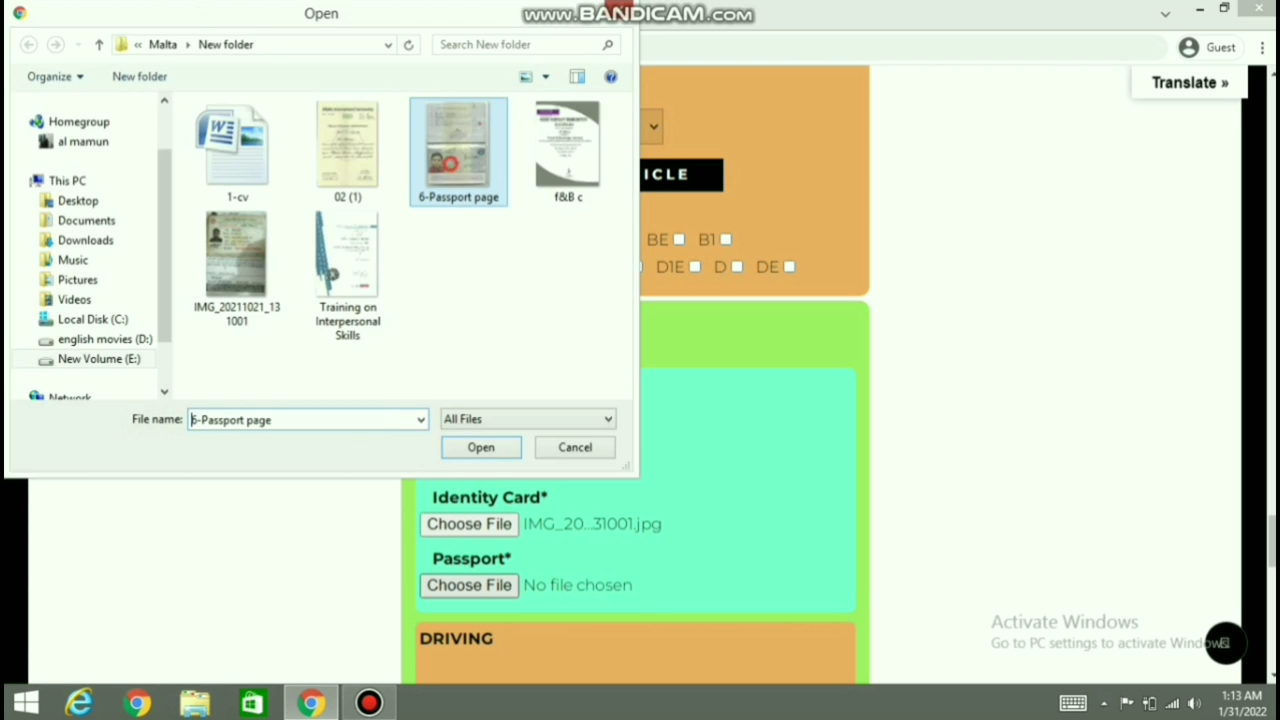 Open
www.BANDICAM.com
« Malta › New folder
Search New folder
Guest
Organize
New folder
Translate »
Homegroup
al mamun
This PC
Desktop
Documents
Downloads
Music
Pictures
Videos
Local Disk (C:)
english movies (D:)
New Volume (E:)
Network
1-cv
02 (1)
6-Passport page
f&B c
IMG_20211021_13
1001
Training on
Interpersonal
Skills
ICLE
BE B1
D1E D DE
File name: 6-Passport page
All Files
Open
Cancel
Identity Card*
Choose File IMG_20...31001.jpg
Passport*
Choose File No file chosen
DRIVING
Activate Windows
Go to PC settings to activate Windows
1:13 AM
1/31/2022